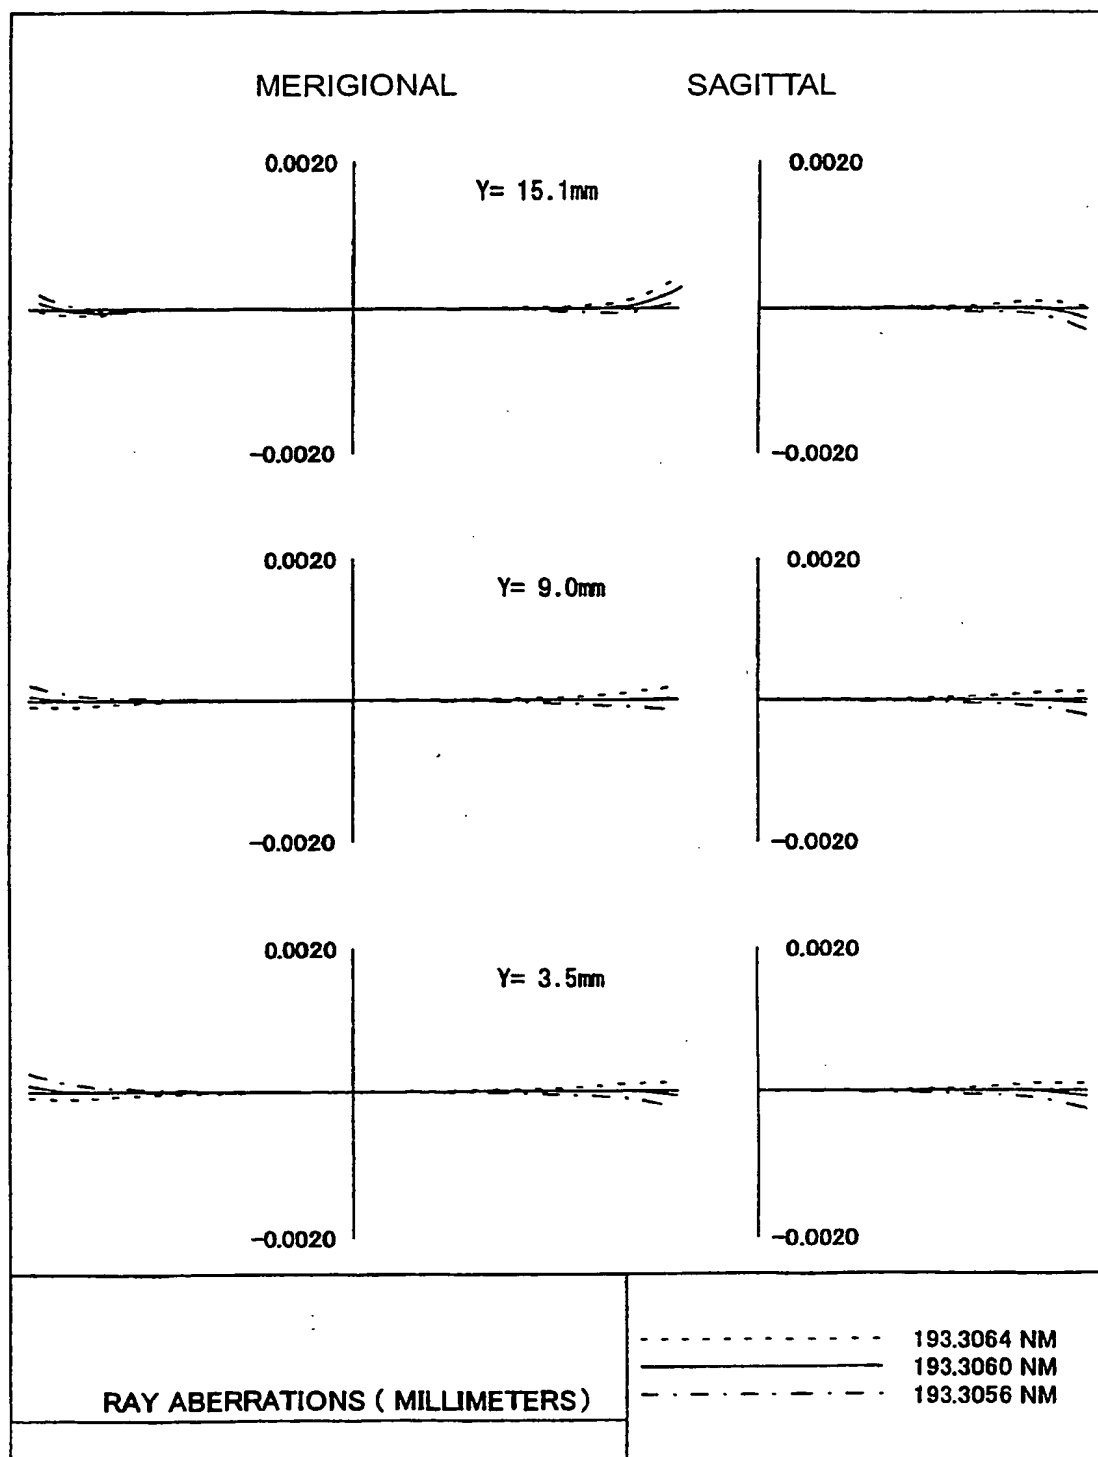 MERIGIONAL SAGITTAL
0.0020 0.0020
Y= 15.1mm
-0.0020 -0.0020
0.0020 0.0020
Y= 9.0mm
-0.0020 -0.0020
0.0020 0.0020
Y= 3.5mm
-0.0020 -0.0020
193.3064 NM
193.3060 NM
193.3056 NM
RAY ABERRATIONS ( MILLIMETERS)